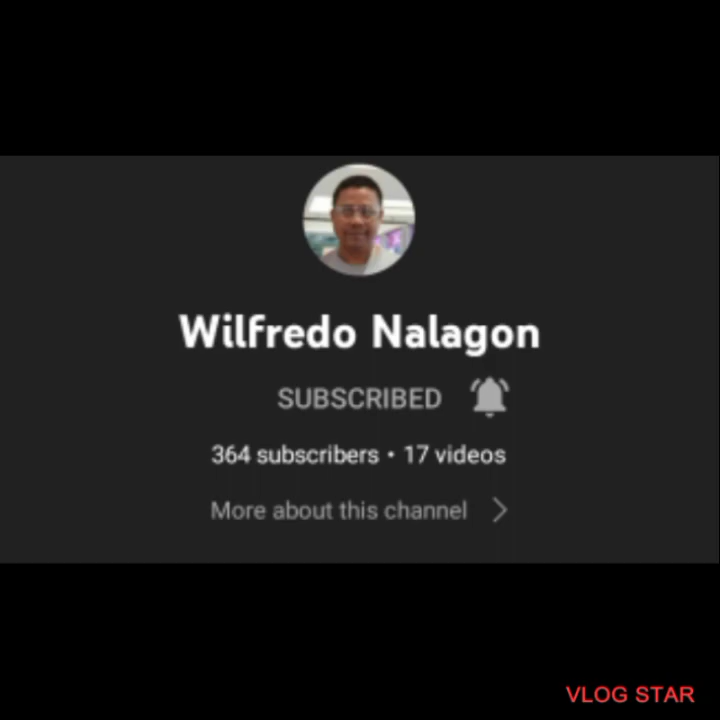 Wilfredo Nalagon
SUBSCRIBED
364 subscribers • 17 videos
More about this channel
VLOG STAR